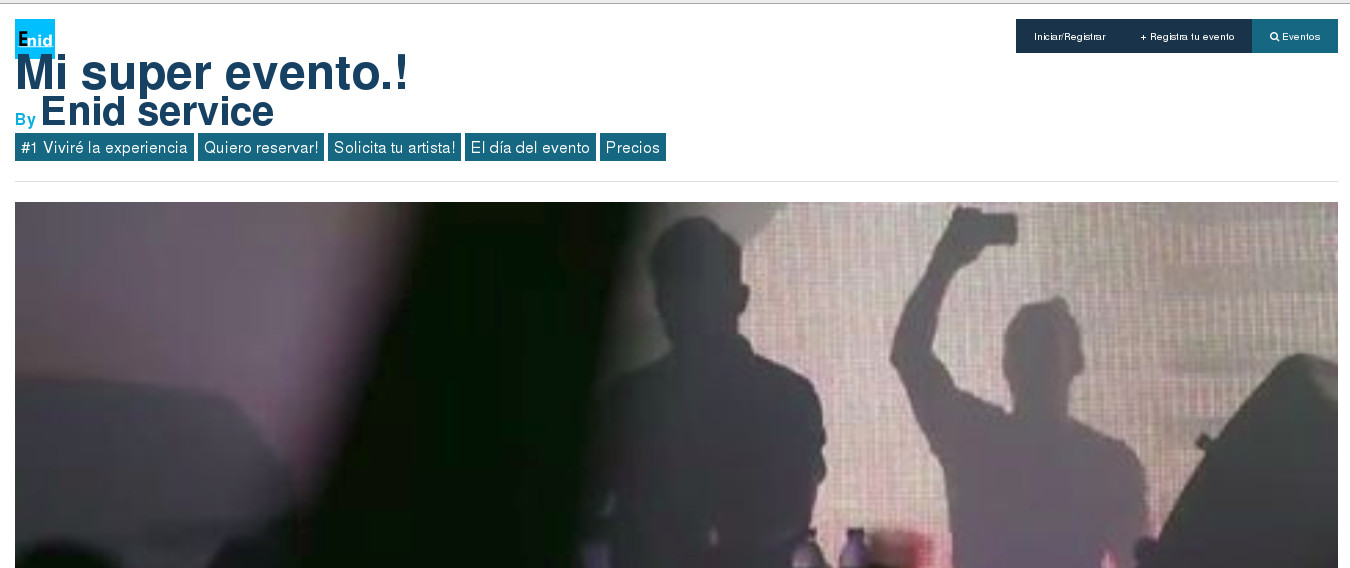 Enid
Iniciar/Registrar + Registra tu evento Eventos
Mi super evento.!
By Enid service
#1 Viviré la experiencia Quiero reservar! Solicita tu artista! El día del evento Precios